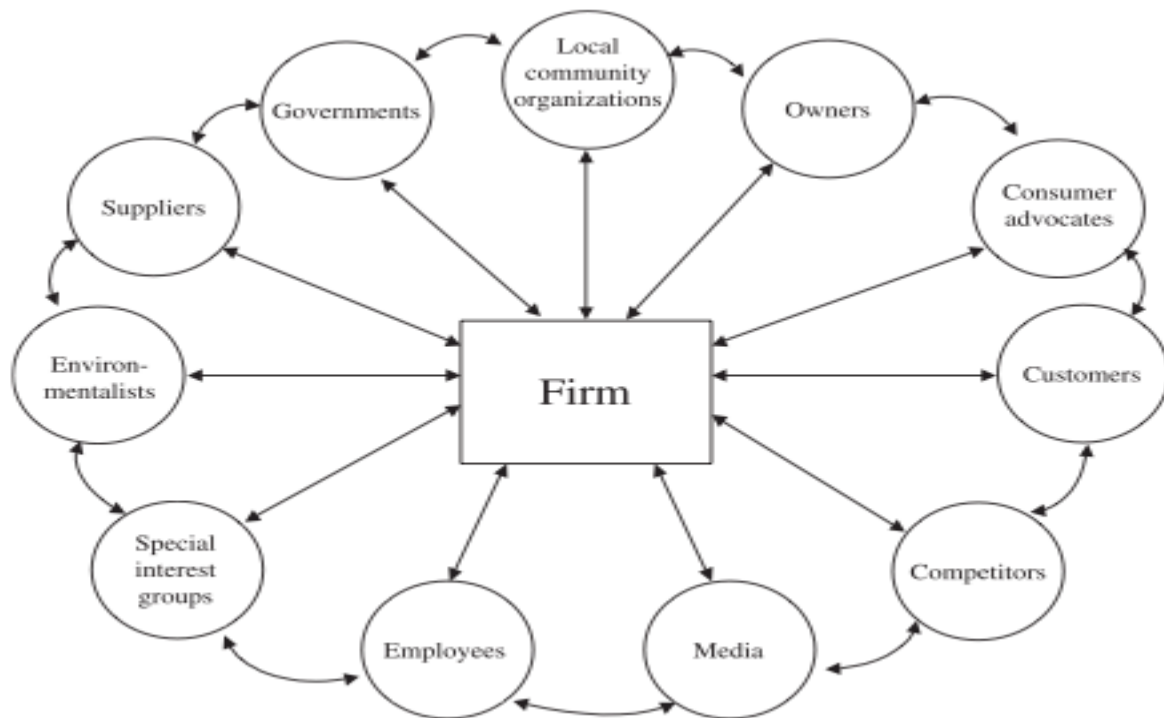 Local
community
organizations
Governments
Owners
Suppliers
Consumer
advocates
Environ-
mentalists
Firm
Customers
Special
interest
groups
Competitors
Employees
Media